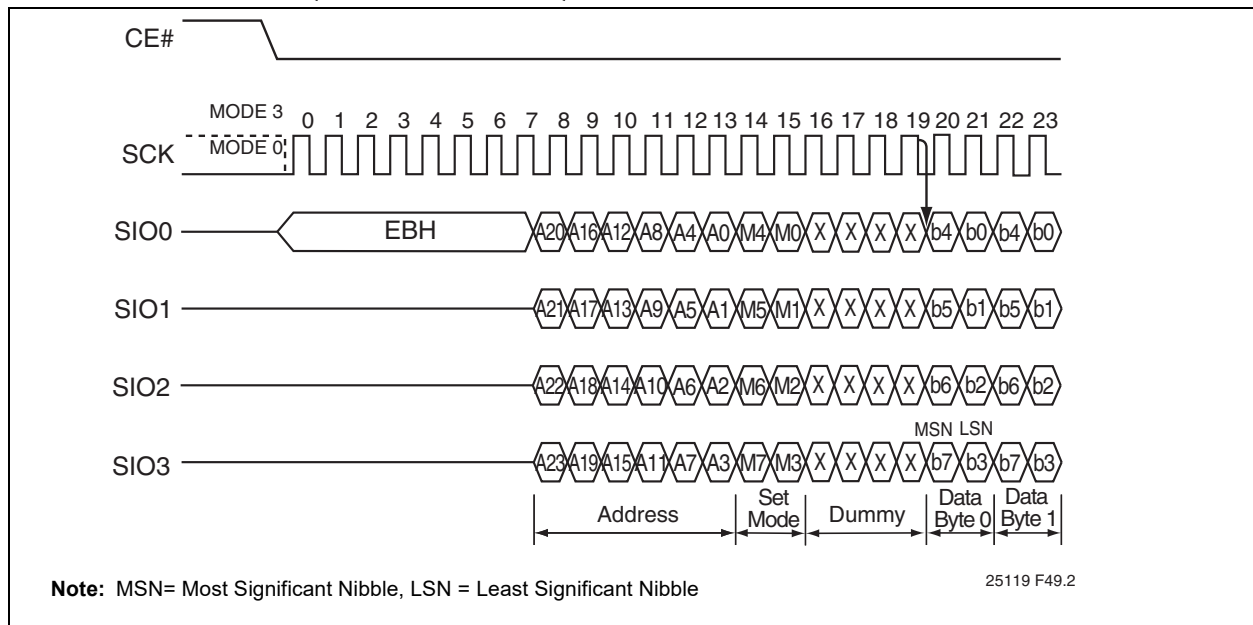 CE#
MODE 3
0 1 2 3 4 5 6 7 8 9 10 11 12 13 14 15 16 17 18 19 20 21 22 23
SCK
MODE 0
SIO0 EBH A20 A16 A12 A8 A4 A0 M4 M0 X X X X b4 b0 b4 b0
SIO1 A21 A17 A13 A9 A5 A1 M5 M1 X X X X b5 b1 b5 b1
SIO2 A22 A18 A14 A10 A6 A2 M6 M2 X X X X b6 b2 b6 b2
MSN LSN
SIO3 A23 A19 A15 A11 A7 A3 M7 M3 X X X X b7 b3 b7 b3
Address
Set
Mode
Dummy
Data
Byte 0
Data
Byte 1
Note: MSN= Most Significant Nibble, LSN = Least Significant Nibble
25119 F49.2